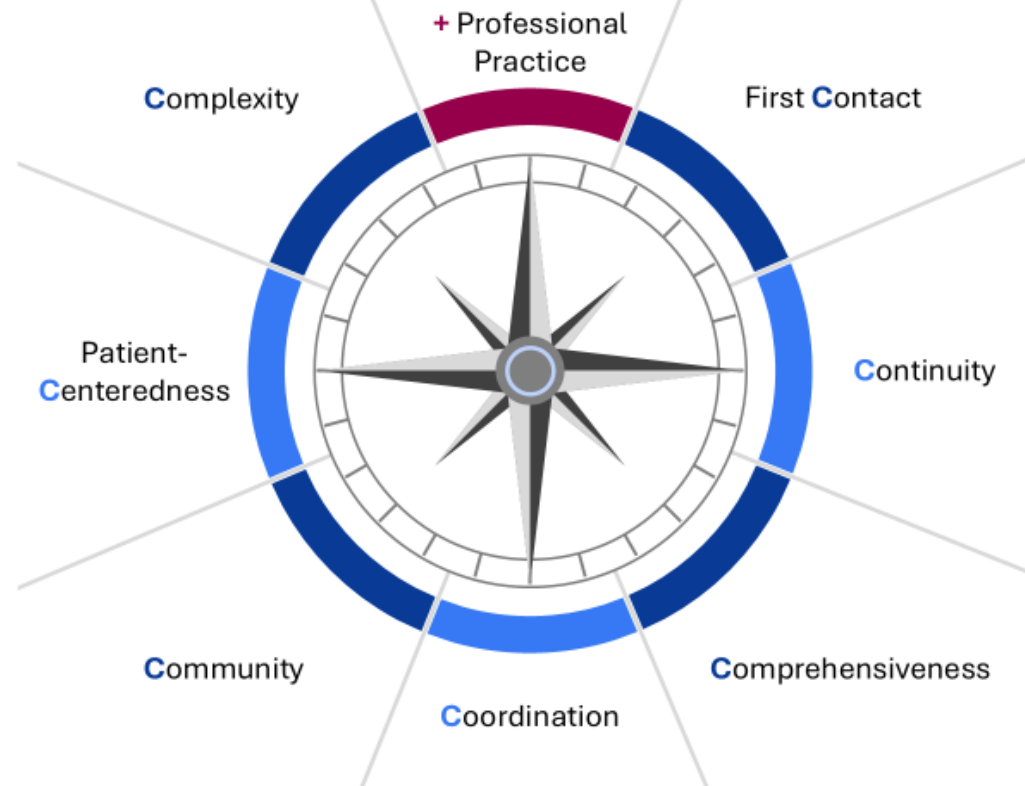 + Professional
Practice
First Contact
Continuity
Comprehensiveness
Coordination
Community
Patient-
Centeredness
Complexity